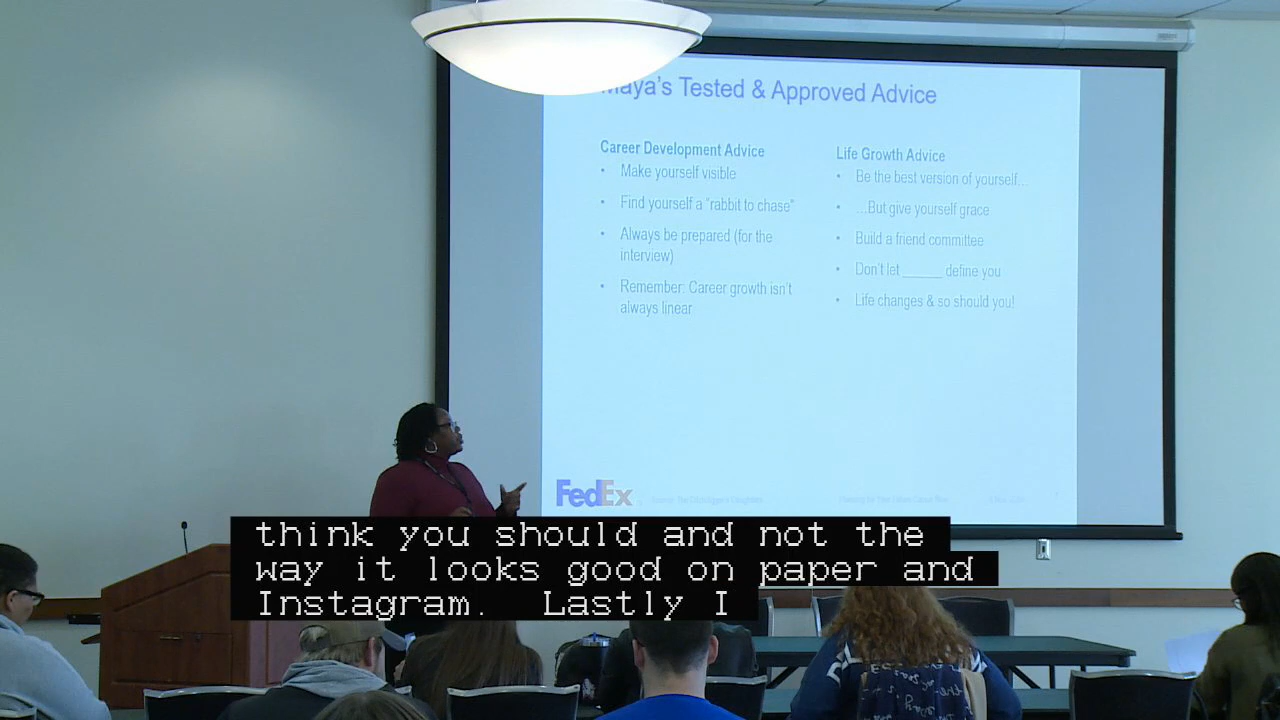 Maya's Tested & Approved Advice
Career Development Advice
• Make yourself visible
• Find yourself a "rabbit to chase"
• Always be prepared (for the
interview)
• Remember: Career growth isn't
always linear
Life Growth Advice
• Be the best version of yourself...
• ...But give yourself grace
• Build a friend committee
• Don't let ______ define you
• Life changes & so should you!
FedEx
think you should and not the
way it looks good on paper and
Instagram. Lastly I